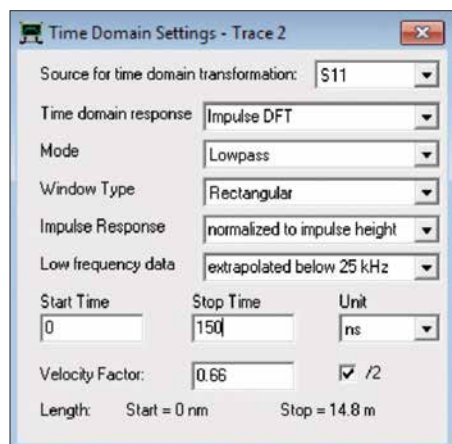 Time Domain Settings - Trace 2
Source for time domain transformation: S11
Time domain response Impulse DFT
Mode Lowpass
Window Type Rectangular
Impulse Response normalized to impulse height
Low frequency data extrapolated below 25 kHz
Start Time Stop Time Unit
0 150 ns
Velocity Factor: 0.66 /2
Length: Start = 0 nm Stop = 14.8 m